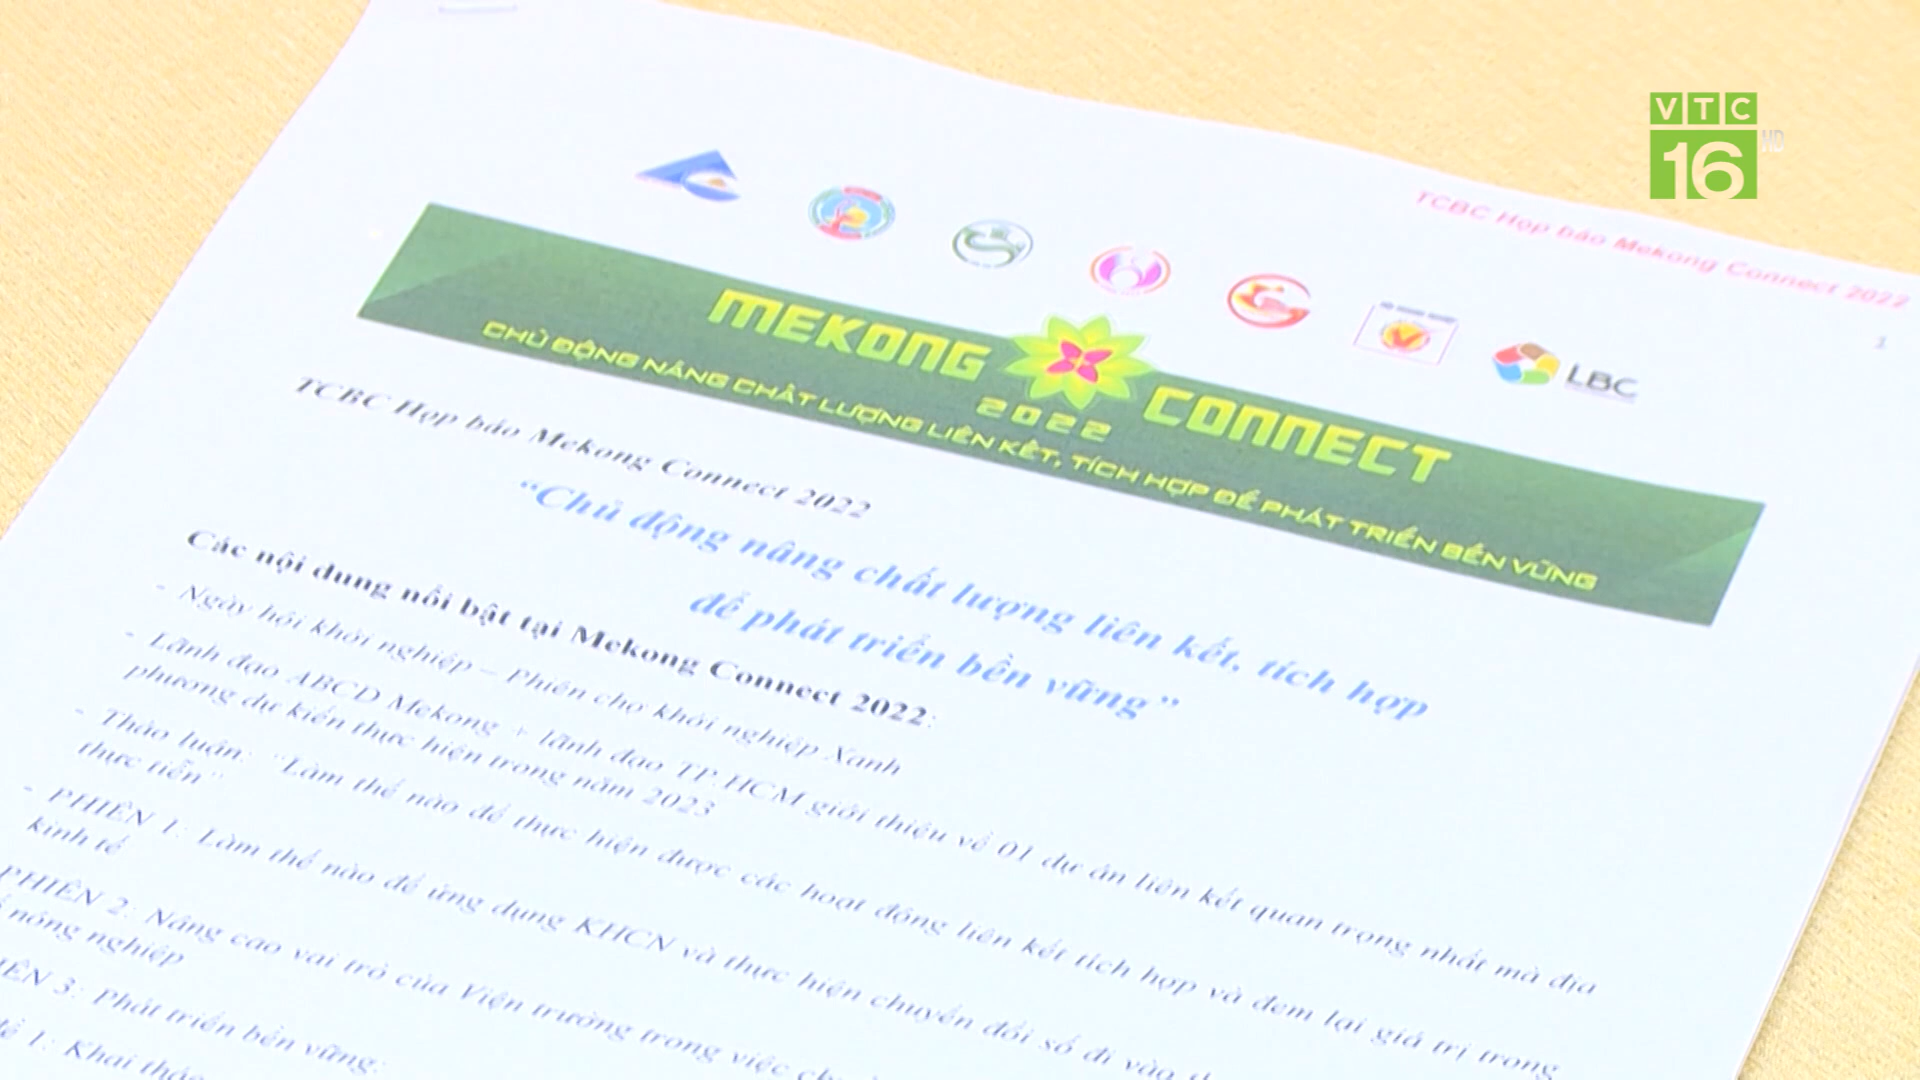 VTC
16 HD
TCBC Họp báo Mekong Connect 2022
1
LBC
MEKONG CONNECT
2022
CHỦ ĐỘNG NÂNG CHẤT LƯỢNG LIÊN KẾT, TÍCH HỢP ĐỂ PHÁT TRIỂN BỀN VỮNG
TCBC Họp báo Mekong Connect 2022
“Chủ động nâng chất lượng liên kết, tích hợp
để phát triển bền vững”
Các nội dung nổi bật tại Mekong Connect 2022:
- Ngày hội khởi nghiệp – Phiên chợ khởi nghiệp Xanh
- Lãnh đạo ABCD Mekong + lãnh đạo TP.HCM giới thiệu về 01 dự án liên kết quan trọng nhất mà địa
phương dự kiến thực hiện trong năm 2023
- Thảo luận: “Làm thế nào để thực hiện được các hoạt động liên kết tích hợp và đem lại giá trị trong
thực tiễn”
- PHIÊN 1: Làm thế nào để ứng dụng KHCN và thực hiện chuyển đổi số đi vào
kinh tế
PHIÊN 2: Nâng cao vai trò của Viện trường trong việc
nông nghiệp
3: Phát triển bền vững:
1: Khai thác